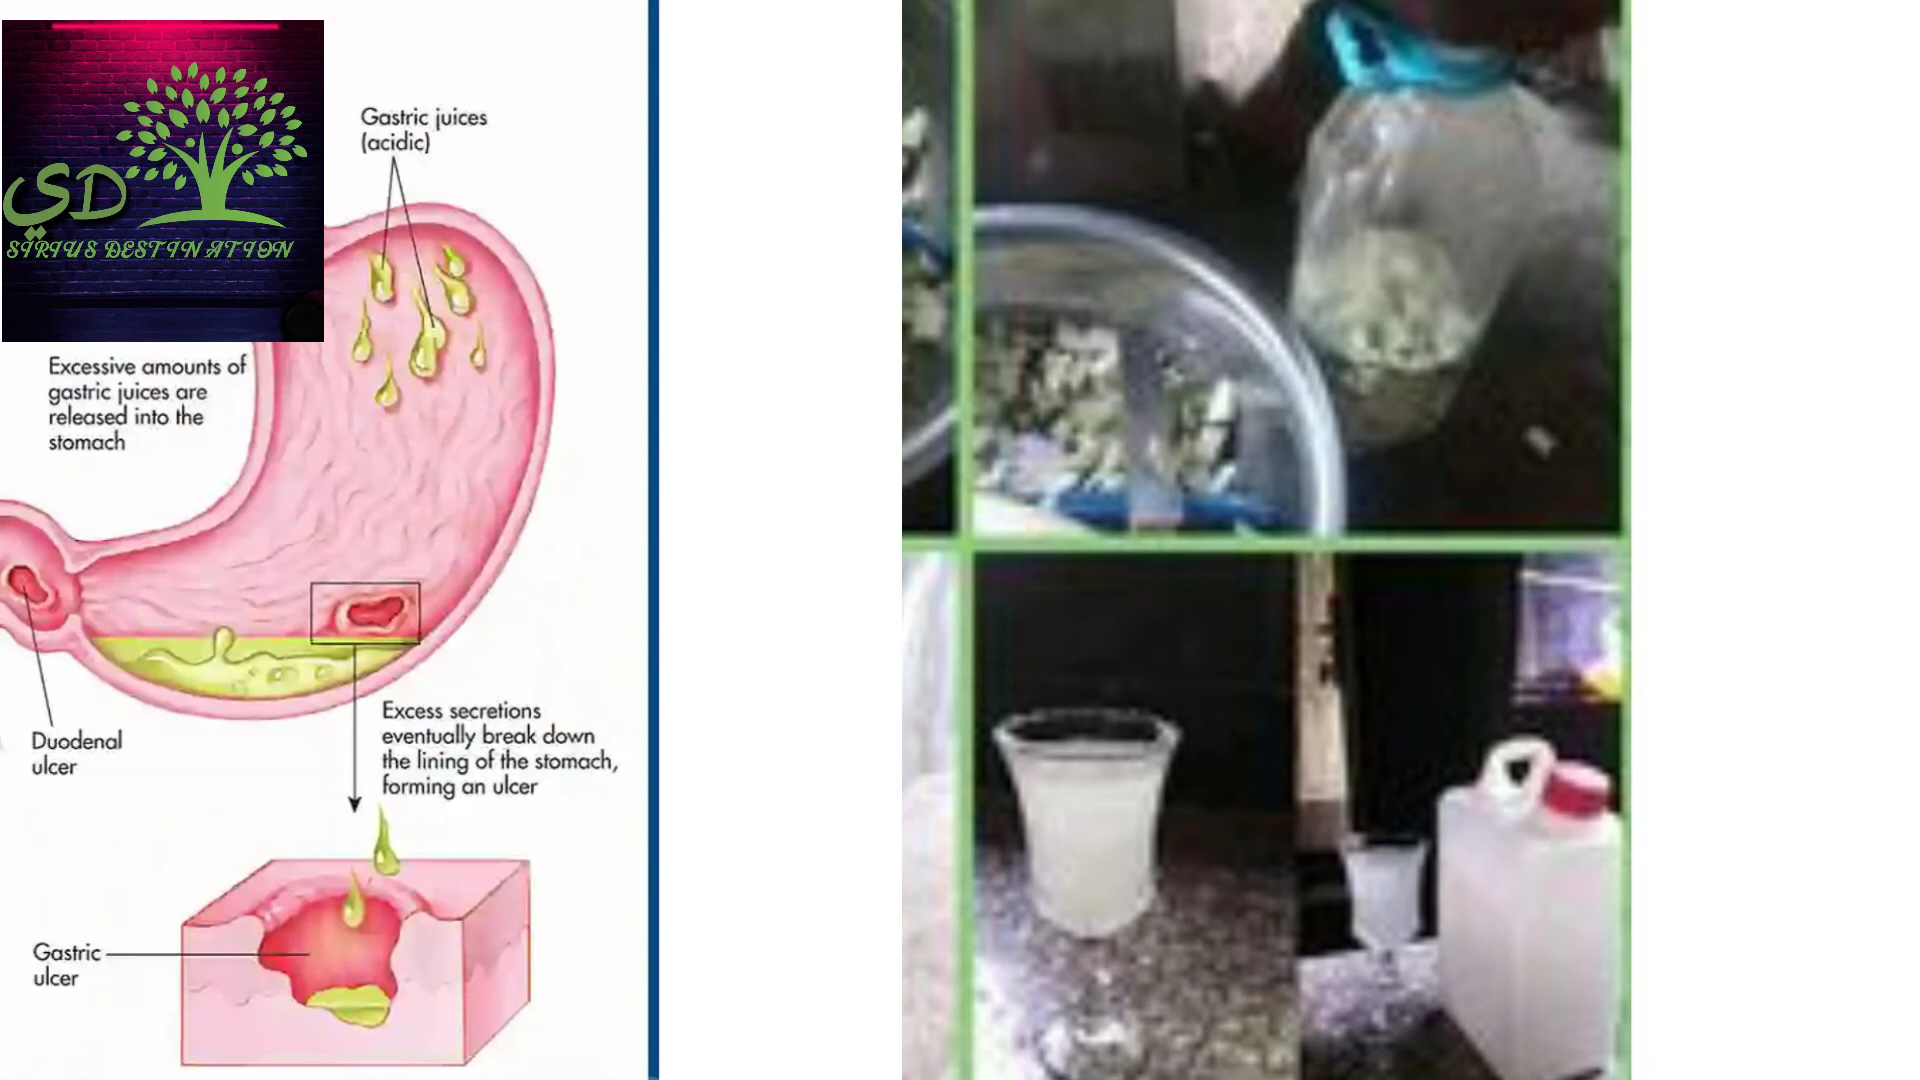 SD
SIRIUS DESTINATION
Gastric juices
(acidic)
Excessive amounts of
gastric juices are
released into the
stomach
Duodenal
ulcer
Excess secretions
eventually break down
the lining of the stomach,
forming an ulcer
Gastric
ulcer